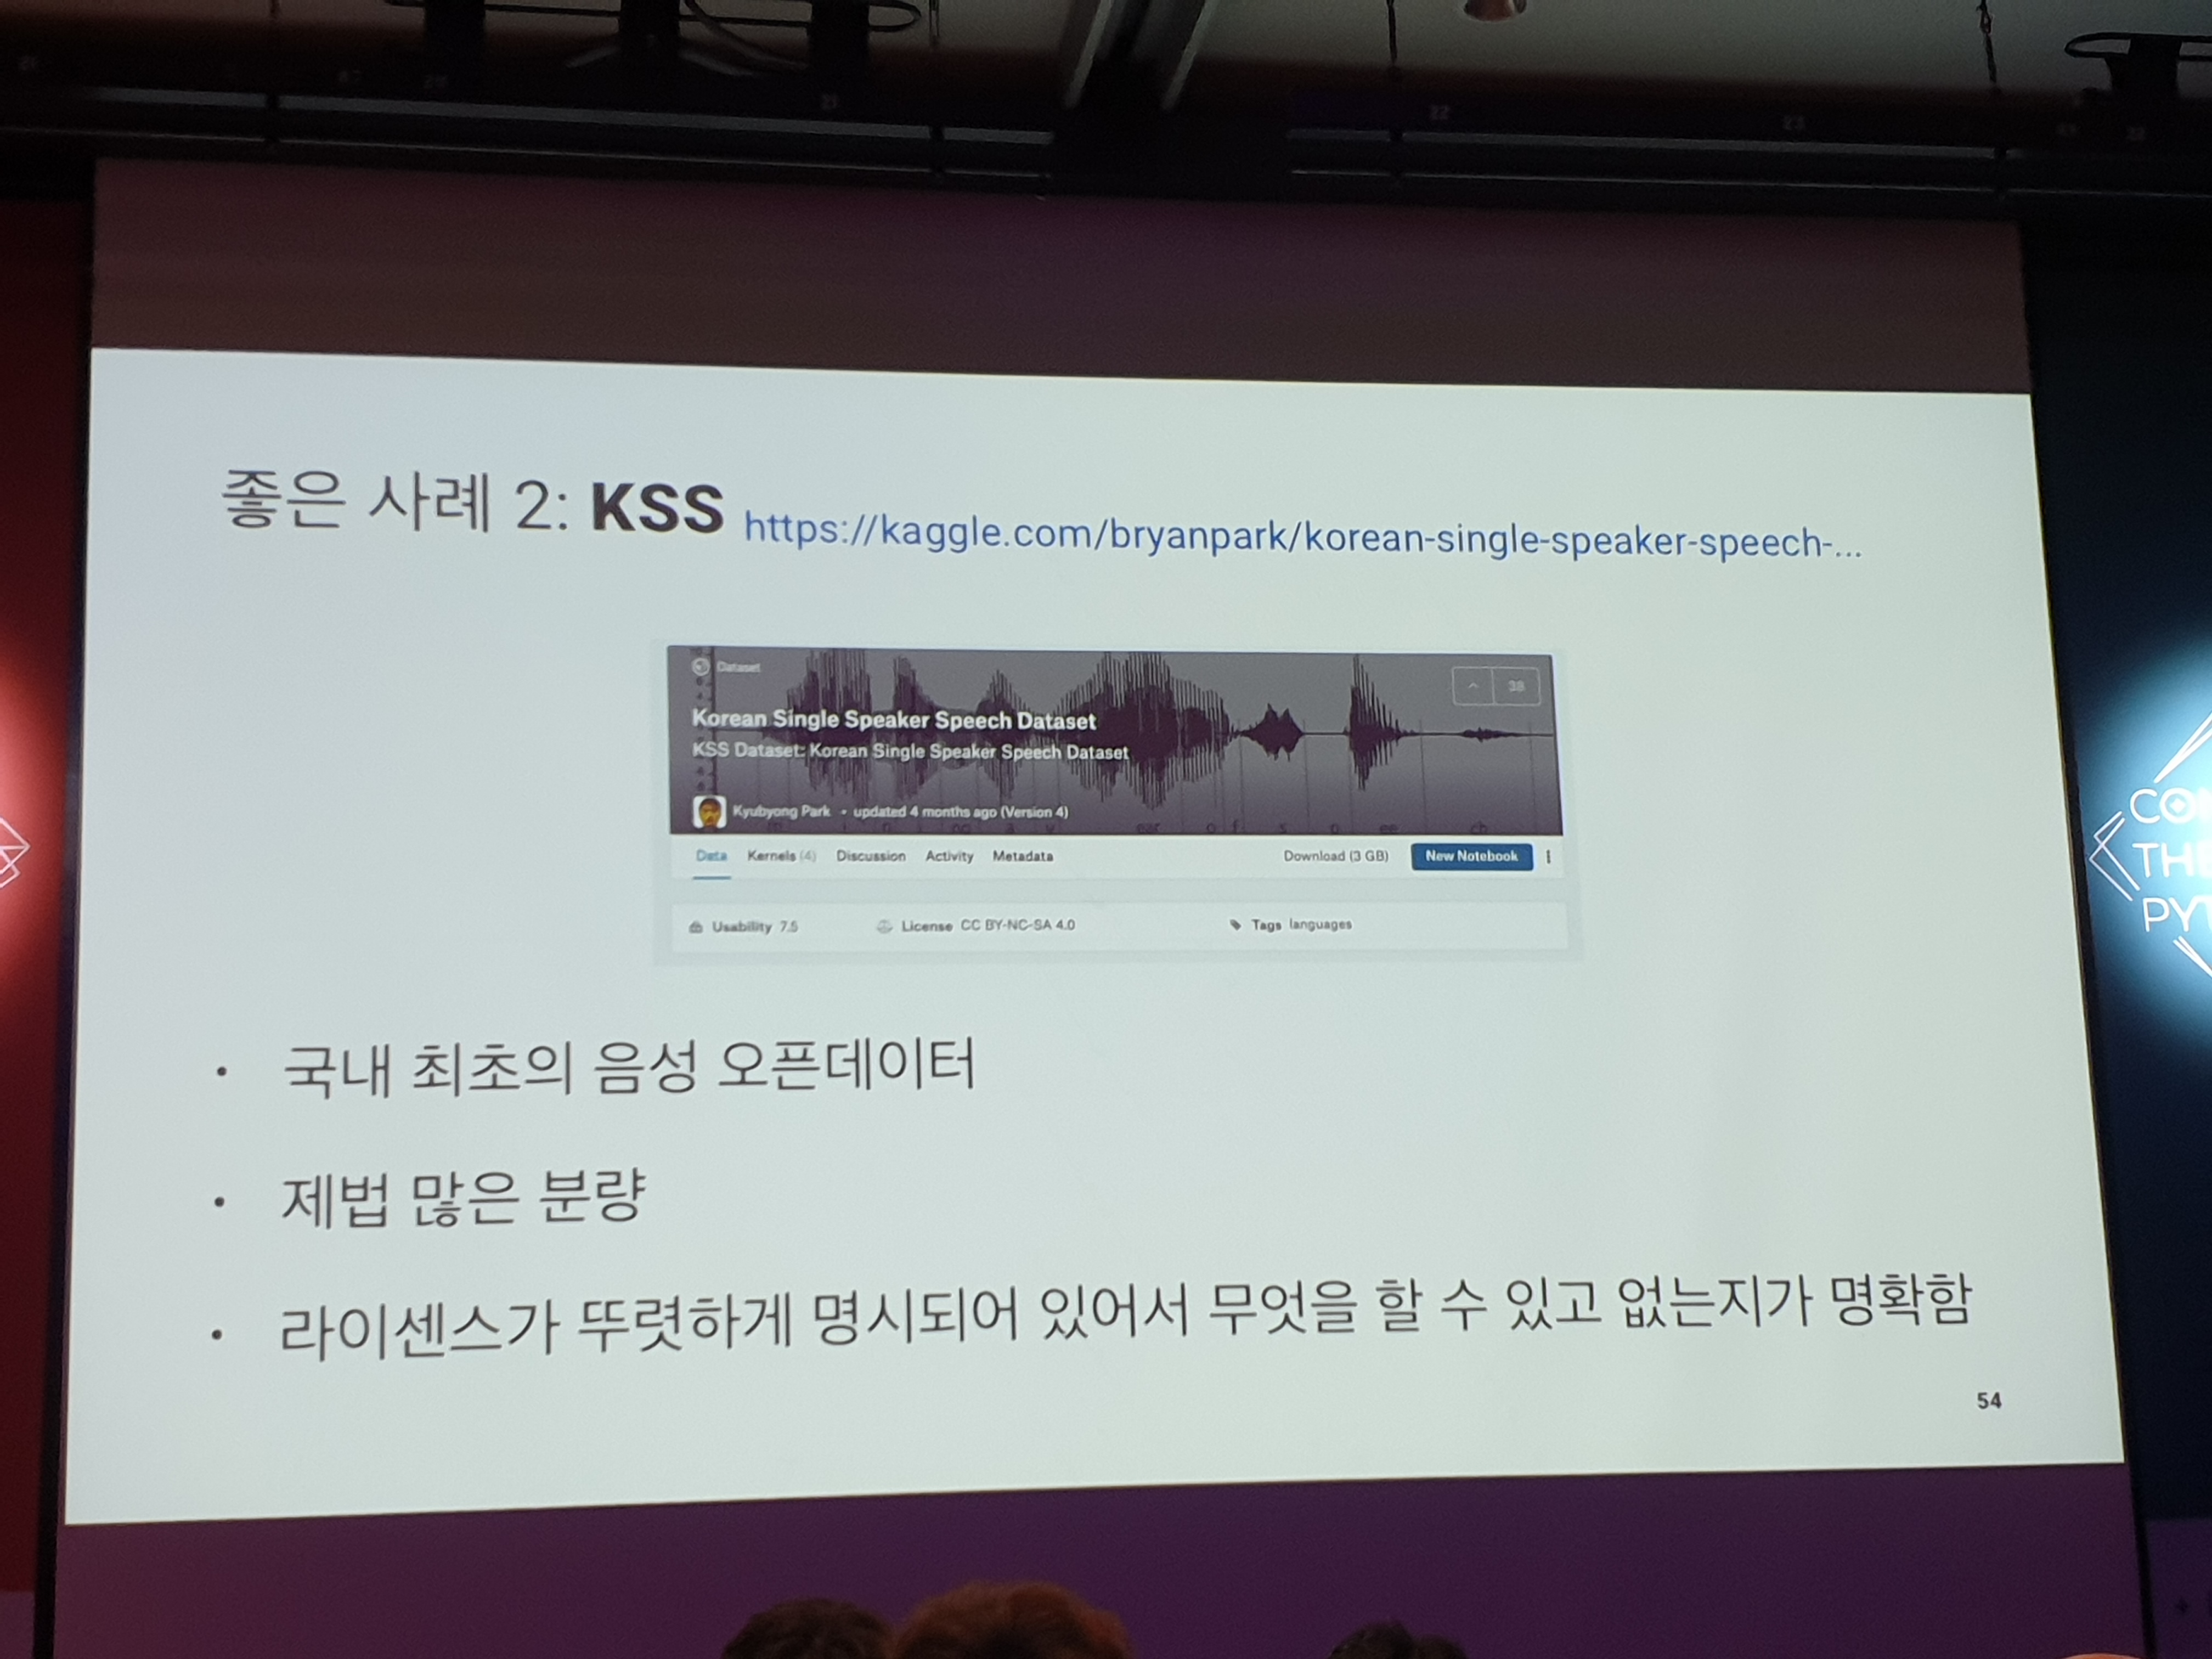 좋은 사례 2: KSS https://kaggle.com/bryanpark/korean-single-speaker-speech-...
Dataset
38
Korean Single Speaker Speech Dataset
KSS Dataset: Korean Single Speaker Speech Dataset
Kyubyong Park • updated 4 months ago (Version 4)
Data Kernels (4) Discussion Activity Metadata Download (3 GB) New Notebook
Usability 7.5 License CC BY-NC-SA 4.0 Tags languages
• 국내 최초의 음성 오픈데이터
• 제법 많은 분량
• 라이센스가 뚜렷하게 명시되어 있어서 무엇을 할 수 있고 없는지가 명확함
54